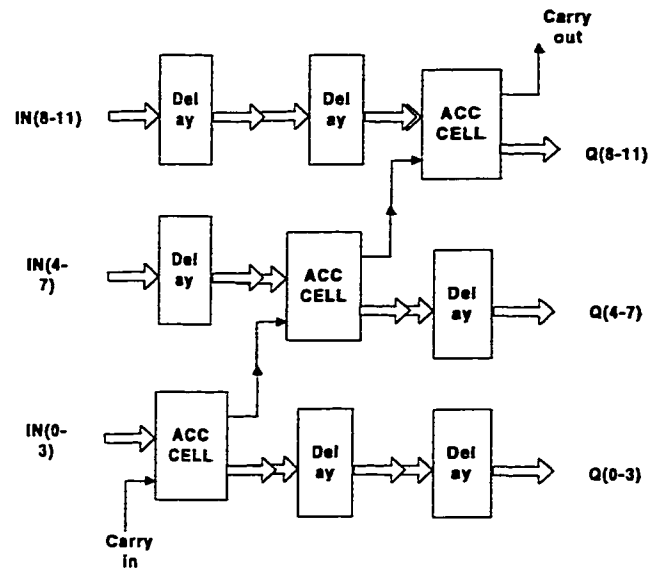 Carry
out
IN(8-11)
Del
ay
Del
ay
ACC
CELL
Q(8-11)
IN(4-
7)
Del
ay
ACC
CELL
Del
ay
Q(4-7)
IN(0-
3)
ACC
CELL
Del
ay
Del
ay
Q(0-3)
Carry
in